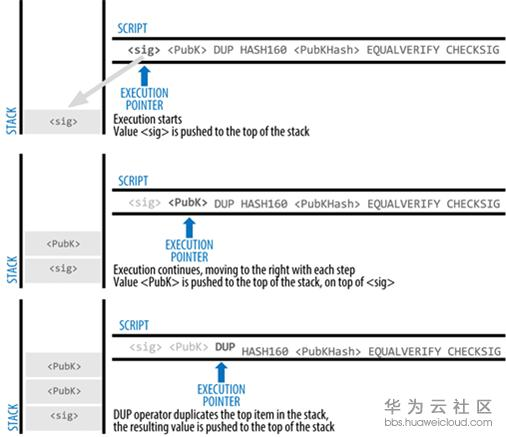 SCRIPT
<sig> <PubK> DUP HASH160 <PubKHash> EQUALVERIFY CHECKSIG
EXECUTION
POINTER
STACK
<sig>
Execution starts
Value <sig> is pushed to the top of the stack
SCRIPT
<sig> <PubK> DUP HASH160 <PubKHash> EQUALVERIFY CHECKSIG
EXECUTION
POINTER
STACK
<PubK>
<sig>
Execution continues, moving to the right with each step
Value <PubK> is pushed to the top of the stack, on top of <sig>
SCRIPT
<sig> <PubK> DUP HASH160 <PubKHash> EQUALVERIFY CHECKSIG
EXECUTION
POINTER
STACK
<PubK>
<PubK>
<sig>
DUP operator duplicates the top item in the stack,
the resulting value is pushed to the top of the stack
华为云社区
bbs.huaweicloud.com